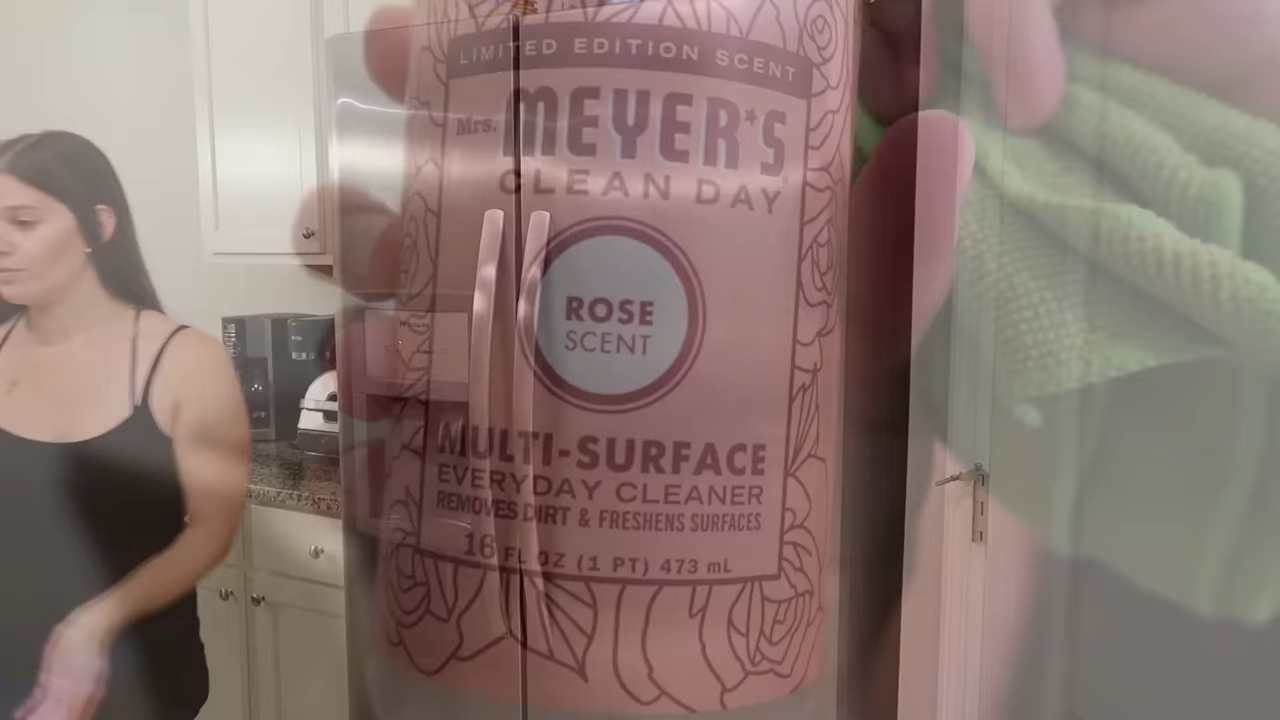 LIMITED EDITION SCENT
Mrs. MEYER'S
CLEAN DAY
ROSE
SCENT
MULTI-SURFACE
EVERYDAY CLEANER
REMOVES DIRT & FRESHENS SURFACES
16 FL OZ (1 PT) 473 mL